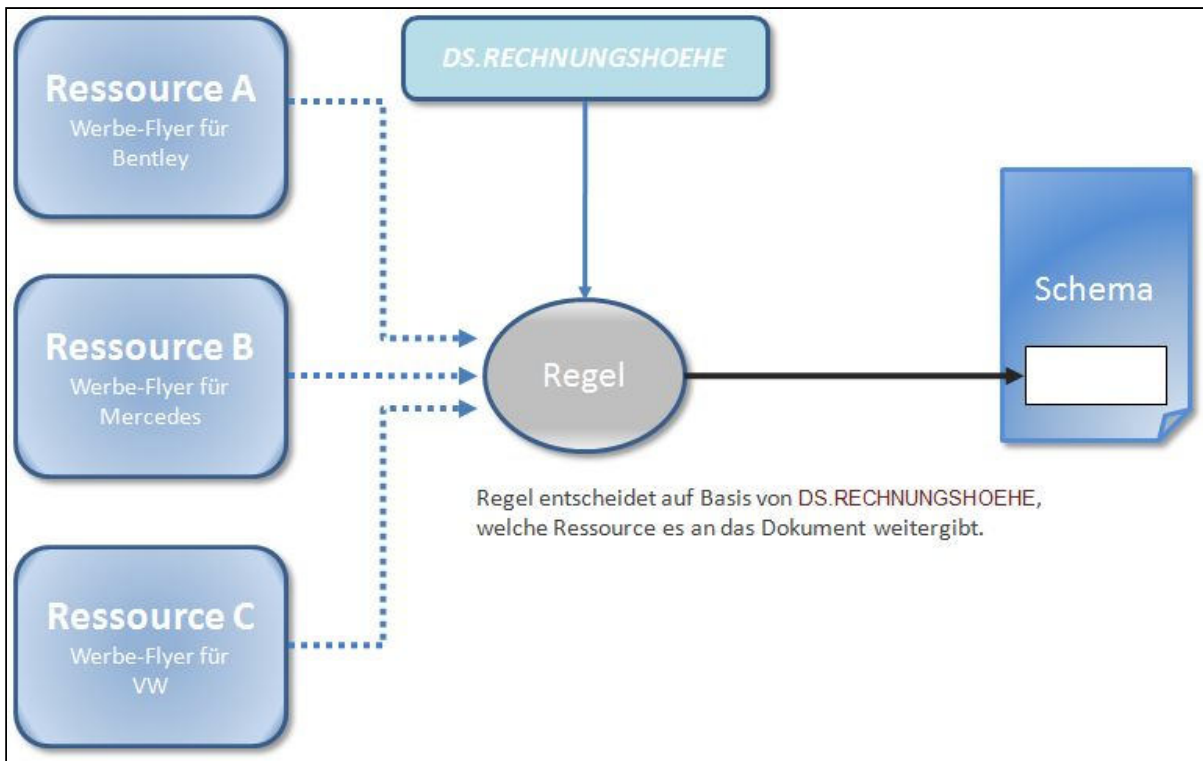 Ressource A
Werbe-Flyer für
Bentley
DS.RECHNUNGSHOEHE
Ressource B
Werbe-Flyer für
Mercedes
Regel
Schema
Regel entscheidet auf Basis von DS.RECHNUNGSHOEHE,
welche Ressource es an das Dokument weitergibt.
Ressource C
Werbe-Flyer für
VW